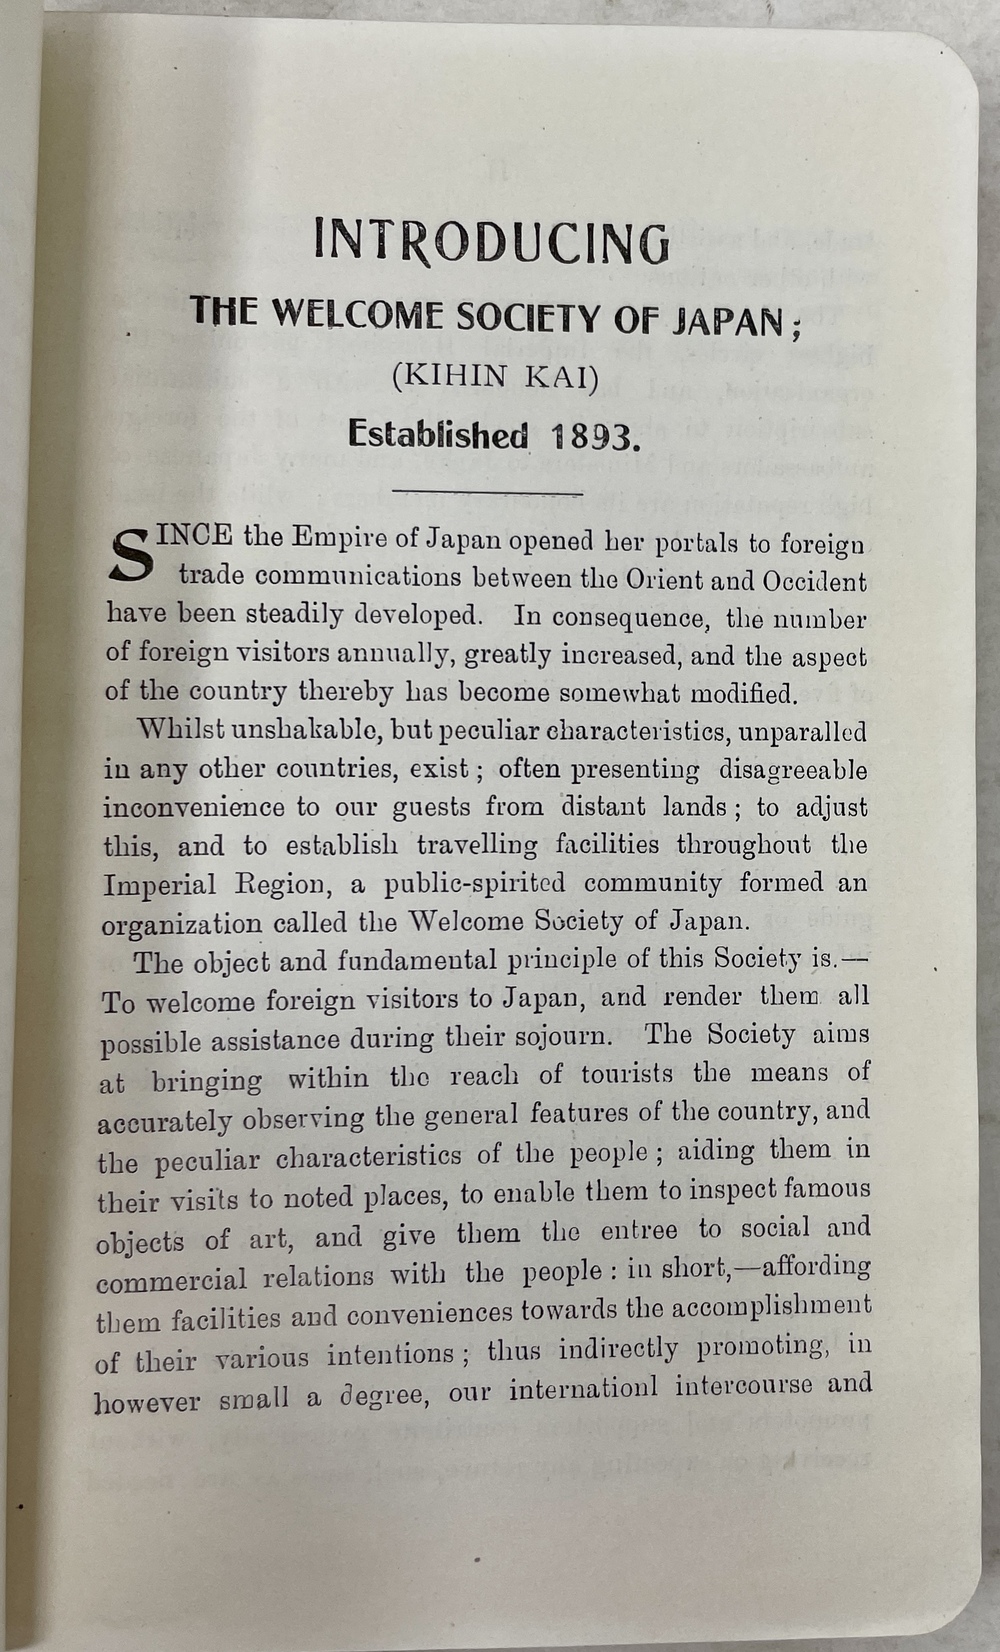 INTRODUCING
THE WELCOME SOCIETY OF JAPAN;
(KIHIN KAI)
Established 1893.
SINCE the Empire of Japan opened her portals to foreign
trade communications between the Orient and Occident
have been steadily developed. In consequence, the number
of foreign visitors annually, greatly increased, and the aspect
of the country thereby has become somewhat modified.
Whilst unshakable, but peculiar characteristics, unparalled
in any other countries, exist; often presenting disagreeable
inconvenience to our guests from distant lands; to adjust
this, and to establish travelling facilities throughout the
Imperial Region, a public-spirited community formed an
organization called the Welcome Society of Japan.
The object and fundamental principle of this Society is.—
To welcome foreign visitors to Japan, and render them all
possible assistance during their sojourn. The Society aims
at bringing within the reach of tourists the means of
accurately observing the general features of the country, and
the peculiar characteristics of the people; aiding them in
their visits to noted places, to enable them to inspect famous
objects of art, and give them the entree to social and
commercial relations with the people: in short,—affording
them facilities and conveniences towards the accomplishment
of their various intentions; thus indirectly promoting, in
however small a degree, our internationl intercourse and